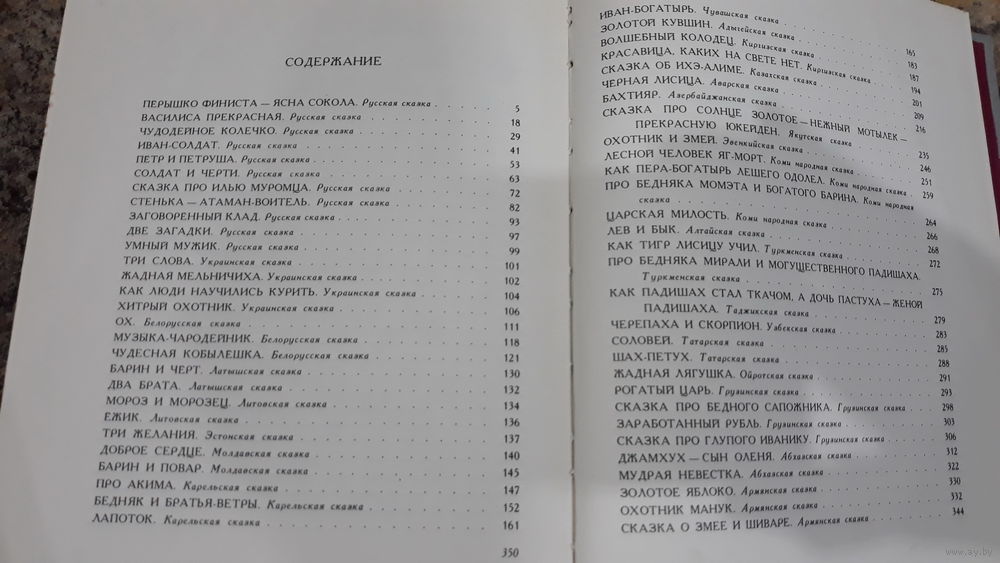 СОДЕРЖАНИЕ
ПЕРЫШКО ФИНИСТА — ЯСНА СОКОЛА. Русская сказка . . . . . 5
ВАСИЛИСА ПРЕКРАСНАЯ. Русская сказка . . . . . 18
ЧУДОДЕЙНОЕ КОЛЕЧКО. Русская сказка . . . . . 29
ИВАН-СОЛДАТ. Русская сказка . . . . . 41
ПЕТР И ПЕТРУША. Русская сказка . . . . . 53
СОЛДАТ И ЧЕРТИ. Русская сказка . . . . . 63
СКАЗКА ПРО ИЛЬЮ МУРОМЦА. Русская сказка . . . . . 72
СТЕНЬКА — АТАМАН-ВОИТЕЛЬ. Русская сказка . . . . . 82
ЗАГОВОРЕННЫЙ КЛАД. Русская сказка . . . . . 93
ДВЕ ЗАГАДКИ. Русская сказка . . . . . 97
УМНЫЙ МУЖИК. Русская сказка . . . . . 99
ТРИ СЛОВА. Украинская сказка . . . . . 101
ЖАДНАЯ МЕЛЬНИЧИХА. Украинская сказка . . . . . 102
КАК ЛЮДИ НАУЧИЛИСЬ КУРИТЬ. Украинская сказка . . . . . 104
ХИТРЫЙ ОХОТНИК. Украинская сказка . . . . . 106
ОХ. Белорусская сказка . . . . . 111
МУЗЫКА-ЧАРОДЕЙНИК. Белорусская сказка . . . . . 118
ЧУДЕСНАЯ КОБЫЛЕШКА. Белорусская сказка . . . . . 121
БАРИН И ЧЕРТ. Латышская сказка . . . . . 130
ДВА БРАТА. Латышская сказка . . . . . 132
МОРОЗ И МОРОЗЕЦ. Литовская сказка . . . . . 134
ЕЖИК. Литовская сказка . . . . . 136
ТРИ ЖЕЛАНИЯ. Эстонская сказка . . . . . 137
ДОБРОЕ СЕРДЦЕ. Молдавская сказка . . . . . 140
БАРИН И ПОВАР. Молдавская сказка . . . . . 145
ПРО АКИМА. Карельская сказка . . . . . 147
БЕДНЯК И БРАТЬЯ-ВЕТРЫ. Карельская сказка . . . . . 152
ЛАПОТОК. Карельская сказка . . . . . 161
350
ИВАН-БОГАТЫРЬ. Чувашская сказка . . . . . 165
ЗОЛОТОЙ КУВШИН. Адыгейская сказка . . . . . 183
ВОЛШЕБНЫЙ КОЛОДЕЦ. Киргизская сказка . . . . . 187
КРАСАВИЦА, КАКИХ НА СВЕТЕ НЕТ. Киргизская сказка . . . . . 194
СКАЗКА ОБ ИХЭ-АЛИМЕ. Казахская сказка . . . . . 201
ЧЕРНАЯ ЛИСИЦА. Аварская сказка . . . . . 209
БАХТИЯР. Азербайджанская сказка . . . . . 216
СКАЗКА ПРО СОЛНЦЕ ЗОЛОТОЕ — НЕЖНЫЙ МОТЫЛЕК —
ПРЕКРАСНУЮ ЮКЕЙДЕН. Якутская сказка . . . . . 235
ОХОТНИК И ЗМЕЙ. Эвенкийская сказка . . . . . 246
ЛЕСНОЙ ЧЕЛОВЕК ЯГ-МОРТ. Коми народная сказка . . . . . 251
КАК ПЕРА-БОГАТЫРЬ ЛЕШЕГО ОДОЛЕЛ. Коми народная сказка . 259
ПРО БЕДНЯКА МОМЭТА И БОГАТОГО БАРИНА. Коми народная
сказка . . . . . 264
ЦАРСКАЯ МИЛОСТЬ. Коми народная сказка . . . . . 266
ЛЕВ И БЫК. Алтайская сказка . . . . . 268
КАК ТИГР ЛИСИЦУ УЧИЛ. Туркменская сказка . . . . . 272
ПРО БЕДНЯКА МИРАЛИ И МОГУЩЕСТВЕННОГО ПАДИШАХА.
Туркменская сказка . . . . . 275
КАК ПАДИШАХ СТАЛ ТКАЧОМ, А ДОЧЬ ПАСТУХА — ЖЕНОЙ
ПАДИШАХА. Таджикская сказка . . . . . 279
ЧЕРЕПАХА И СКОРПИОН. Узбекская сказка . . . . . 283
СОЛОВЕЙ. Татарская сказка . . . . . 285
ШАХ-ПЕТУХ. Татарская сказка . . . . . 288
ЖАДНАЯ ЛЯГУШКА. Ойротская сказка . . . . . 291
РОГАТЫЙ ЦАРЬ. Грузинская сказка . . . . . 293
СКАЗКА ПРО БЕДНОГО САПОЖНИКА. Грузинская сказка . . . . . 298
ЗАРАБОТАННЫЙ РУБЛЬ. Грузинская сказка . . . . . 303
СКАЗКА ПРО ГЛУПОГО ИВАНИКУ. Грузинская сказка . . . . . 306
ДЖАМХУХ — СЫН ОЛЕНЯ. Абхазская сказка . . . . . 312
МУДРАЯ НЕВЕСТКА. Абхазская сказка . . . . . 322
ЗОЛОТОЕ ЯБЛОКО. Армянская сказка . . . . . 330
ОХОТНИК МАНУК. Армянская сказка . . . . . 332
СКАЗКА О ЗМЕЕ И ШИВАРЕ. Армянская сказка . . . . . 344
www.ay.by